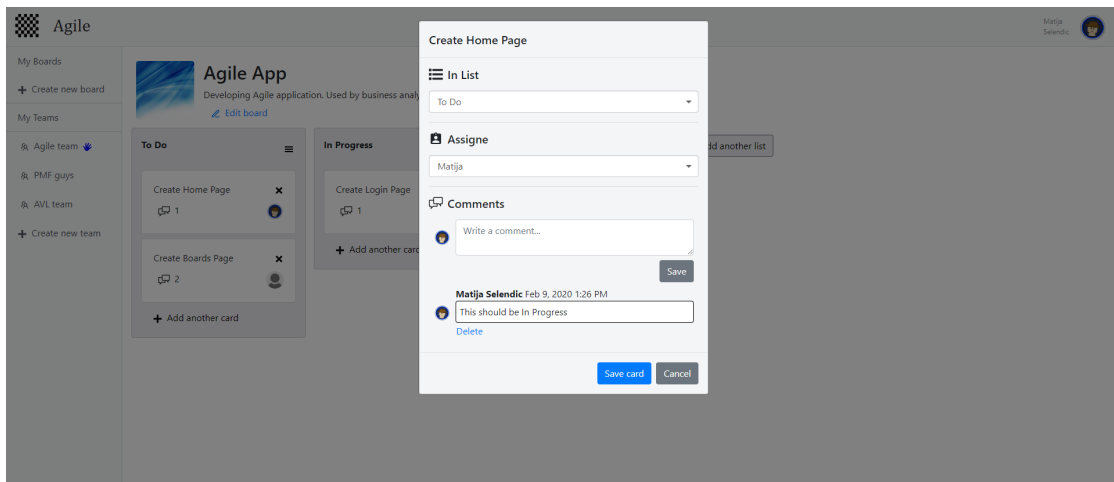 Agile
Matija
Selendic
My Boards
Create new board
My Teams
Agile team
PMF guys
AVL team
Create new team
Agile App
Developing Agile application. Used by business analy
Edit board
To Do
Create Home Page
1
Create Boards Page
2
Add another card
In Progress
Create Login Page
1
Add another card
dd another list
Create Home Page
In List
To Do
Assigne
Matija
Comments
Write a comment...
Save
Matija Selendic Feb 9, 2020 1:26 PM
This should be In Progress
Delete
Save card
Cancel